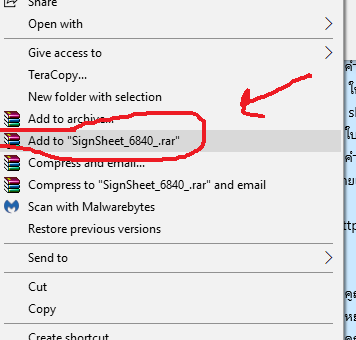 Share
Open with
Give access to
TeraCopy...
New folder with selection
Add to archive...
Add to "SignSheet_6840_.rar"
Compress and email...
Compress to "SignSheet_6840_.rar" and email
Scan with Malwarebytes
Restore previous versions
Send to
Cut
Copy
Create shortcut